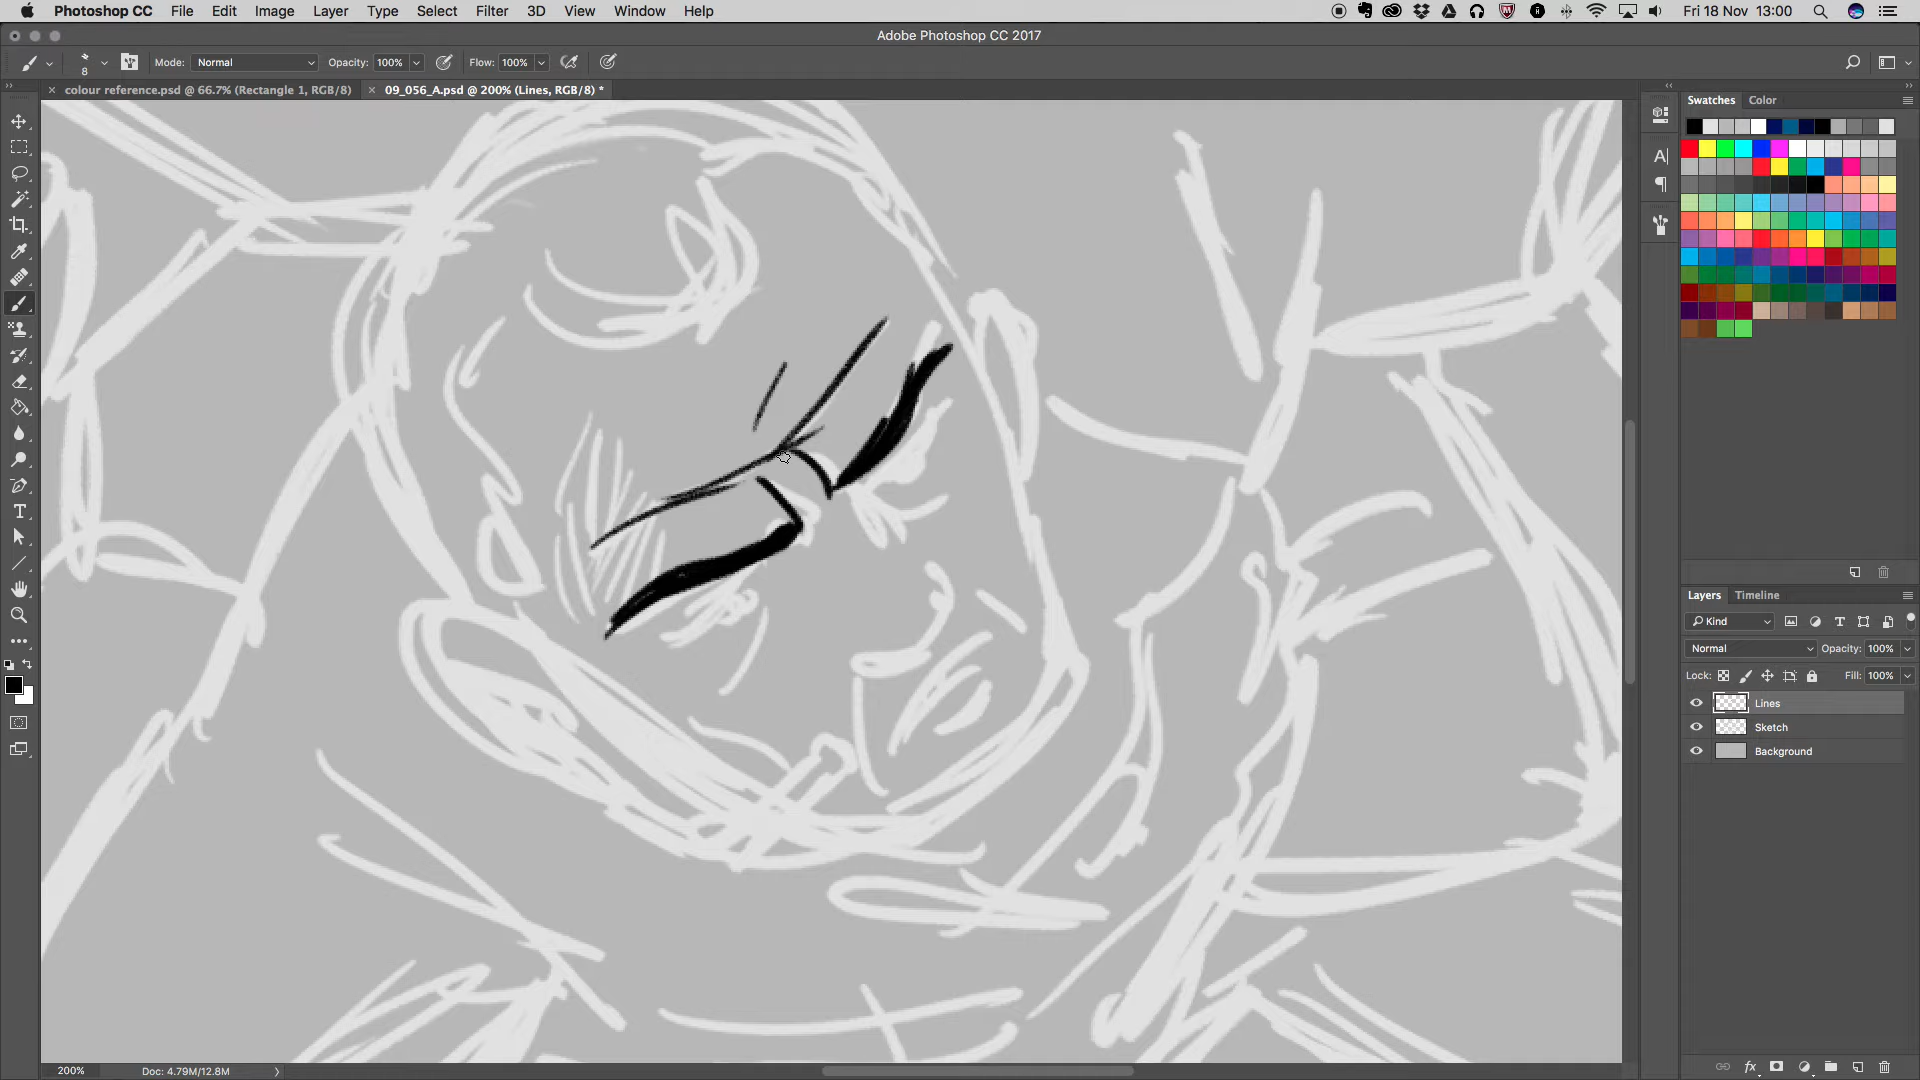 Photoshop CC File Edit Image Layer Type Select Filter 3D View Window Help Fri 18 Nov 13:00
Adobe Photoshop CC 2017
8 Mode: Normal Opacity: 100% Flow: 100%
colour reference.psd @ 66.7% (Rectangle 1, RGB/8) 09_056_A.psd @ 200% (Lines, RGB/8) *
Swatches Color
Layers Timeline
Kind
Normal Opacity: 100%
Lock: Fill: 100%
Lines
Sketch
Background
fx
200% Doc: 4.79M/12.8M